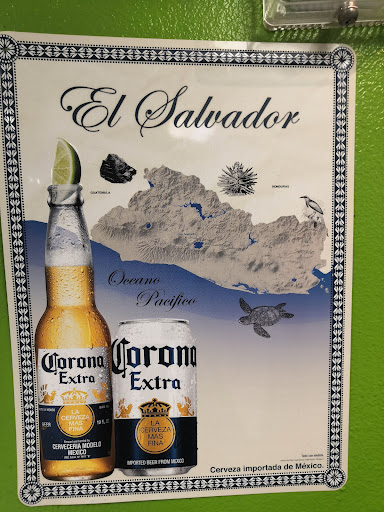 El Salvador
GUATEMALA
HONDURAS
Oceano
Pacifico
Corona
Extra
LA
CERVEZA
MAS
FINA
BEER
CERVECERIA MODELO
MEXICO
Corona
Extra
LA
CERVEZA
MAS
FINA
IMPORTED BEER FROM MEXICO
Cerveza importada de México.